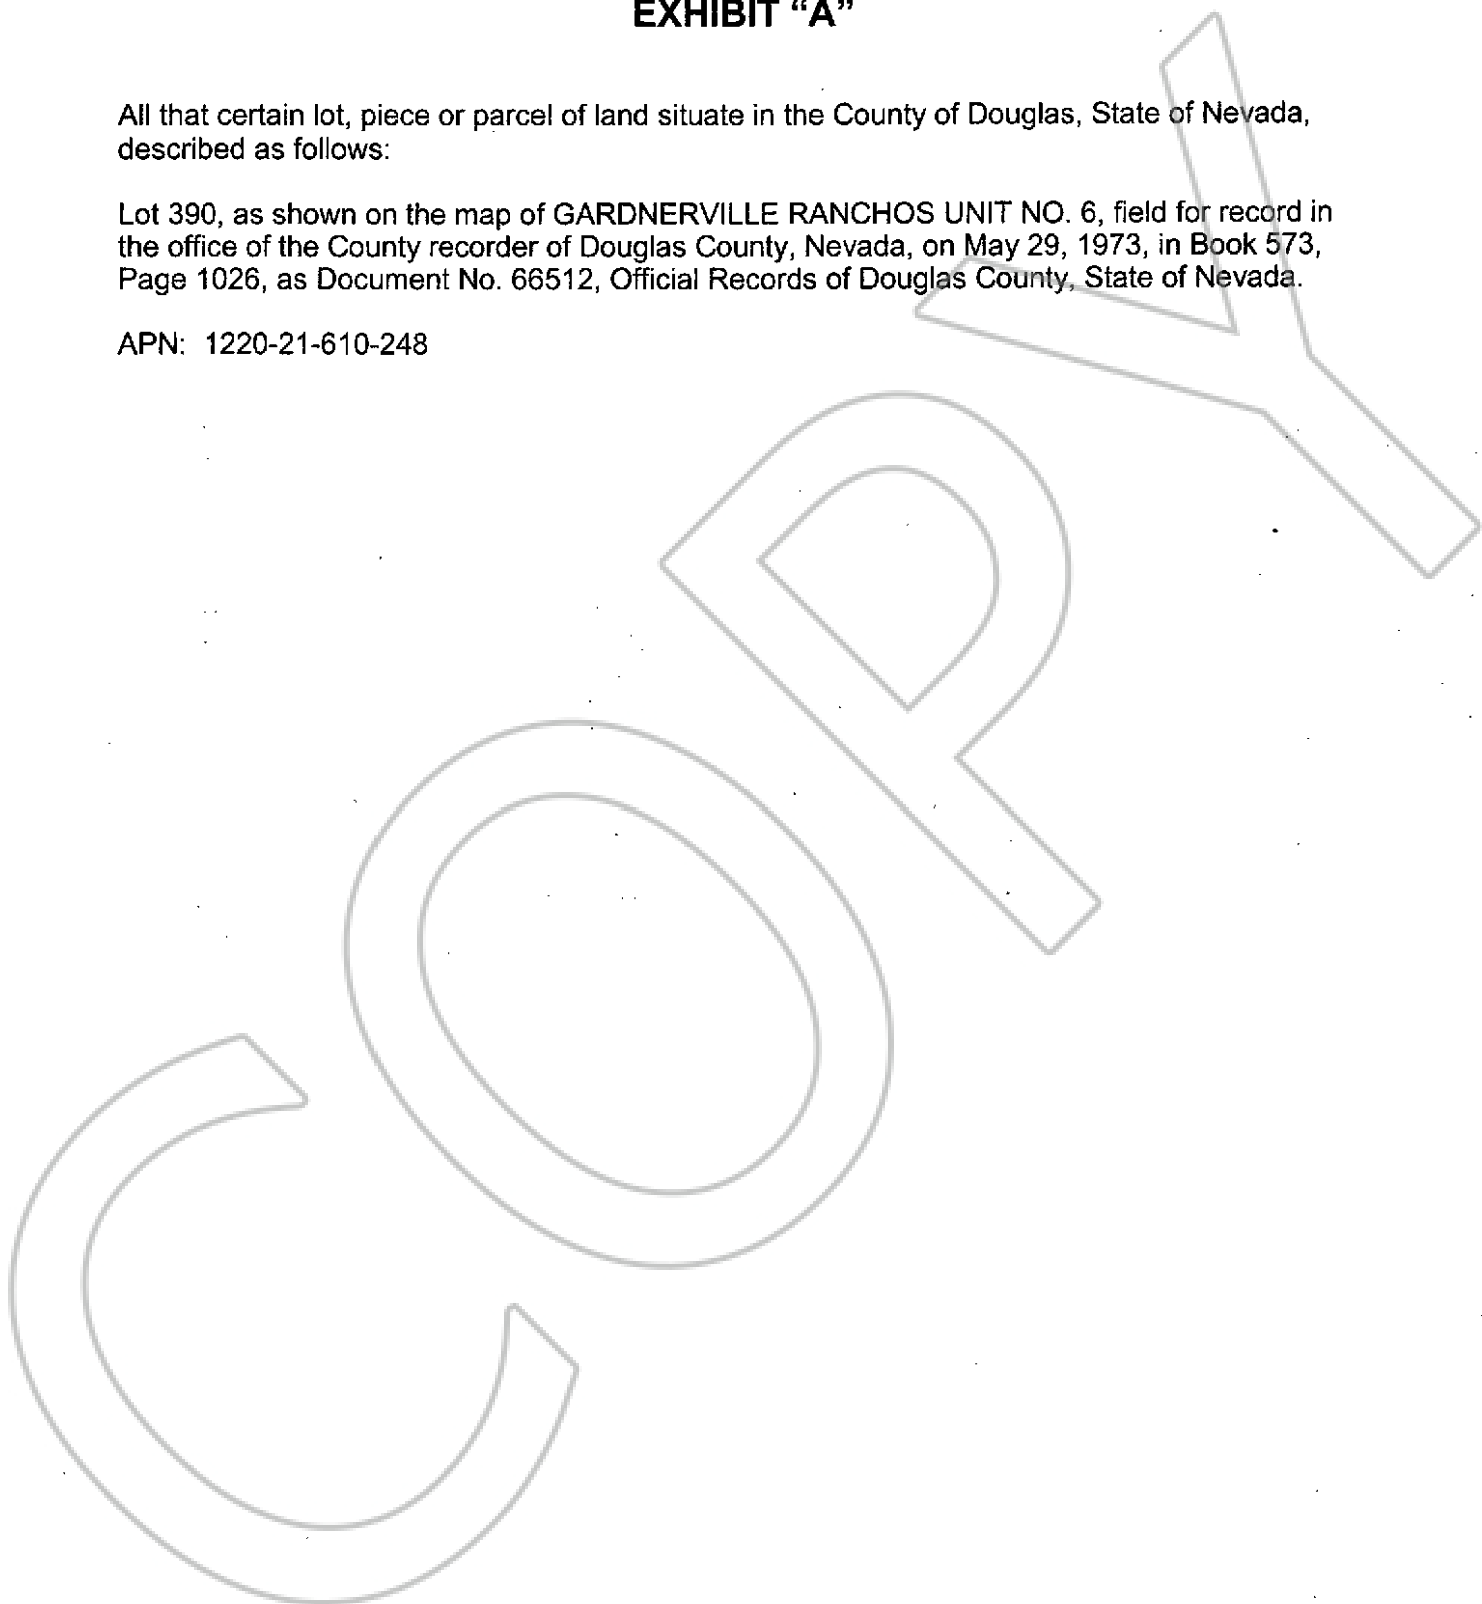 EXHIBIT “A”
All that certain lot, piece or parcel of land situate in the County of Douglas, State of Nevada,
described as follows:
Lot 390, as shown on the map of GARDNERVILLE RANCHOS UNIT NO. 6, field for record in
the office of the County recorder of Douglas County, Nevada, on May 29, 1973, in Book 573,
Page 1026, as Document No. 66512, Official Records of Douglas County, State of Nevada.
APN: 1220-21-610-248
COPY